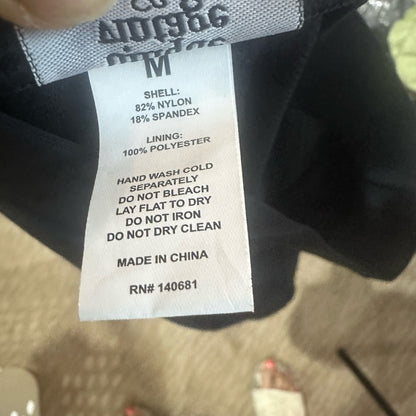 vintage
M
SHELL:
82% NYLON
18% SPANDEX
LINING:
100% POLYESTER
HAND WASH COLD
SEPARATELY
DO NOT BLEACH
LAY FLAT TO DRY
DO NOT IRON
DO NOT DRY CLEAN
MADE IN CHINA
RN# 140681